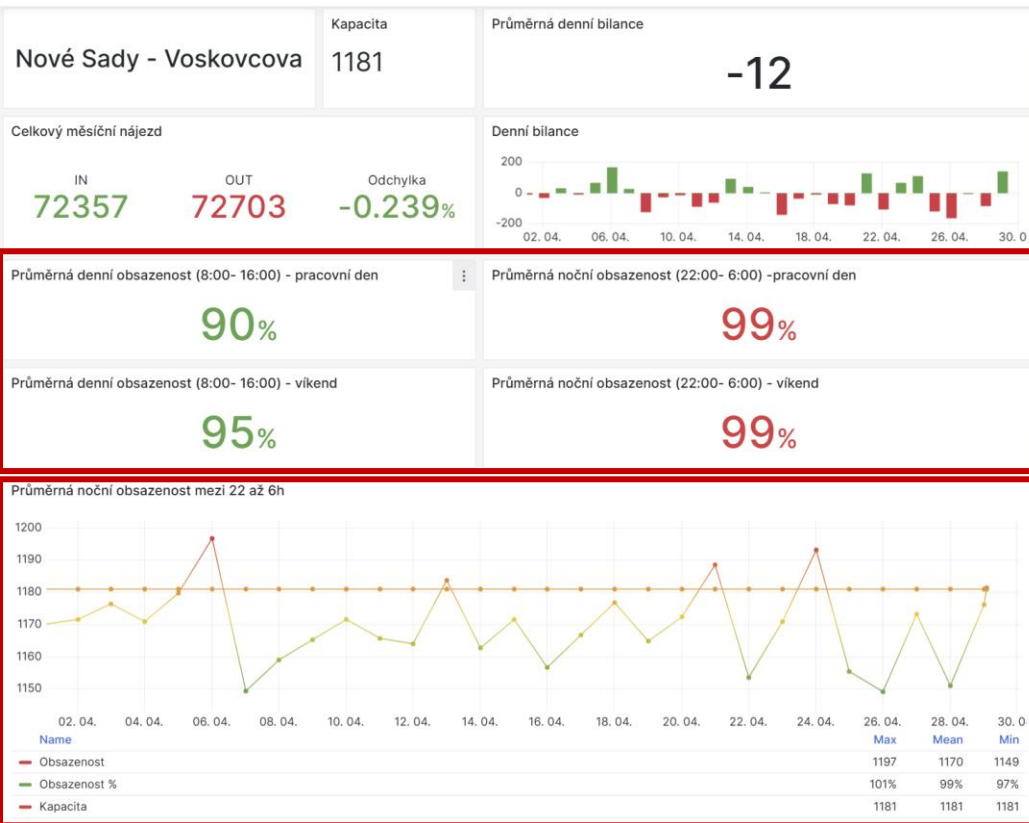 Nové Sady - Voskovcova
Kapacita
1181
Průměrná denní bilance
-12
Celkový měsíční nájezd
IN
72357
OUT
72703
Odchylka
-0.239%
Denní bilance
200
0
-200
02. 04. 06. 04. 10. 04. 14. 04. 18. 04. 22. 04. 26. 04. 30. 0
Průměrná denní obsazenost (8:00- 16:00) - pracovní den
90%
Průměrná noční obsazenost (22:00- 6:00) -pracovní den
99%
Průměrná denní obsazenost (8:00- 16:00) - víkend
95%
Průměrná noční obsazenost (22:00- 6:00) - víkend
99%
Průměrná noční obsazenost mezi 22 až 6h
1200
1190
1180
1170
1160
1150
02. 04. 04. 04. 06. 04. 08. 04. 10. 04. 12. 04. 14. 04. 16. 04. 18. 04. 20. 04. 22. 04. 24. 04. 26. 04. 28. 04. 30. 0
Name Max Mean Min
Obsazenost 1197 1170 1149
Obsazenost % 101% 99% 97%
Kapacita 1181 1181 1181